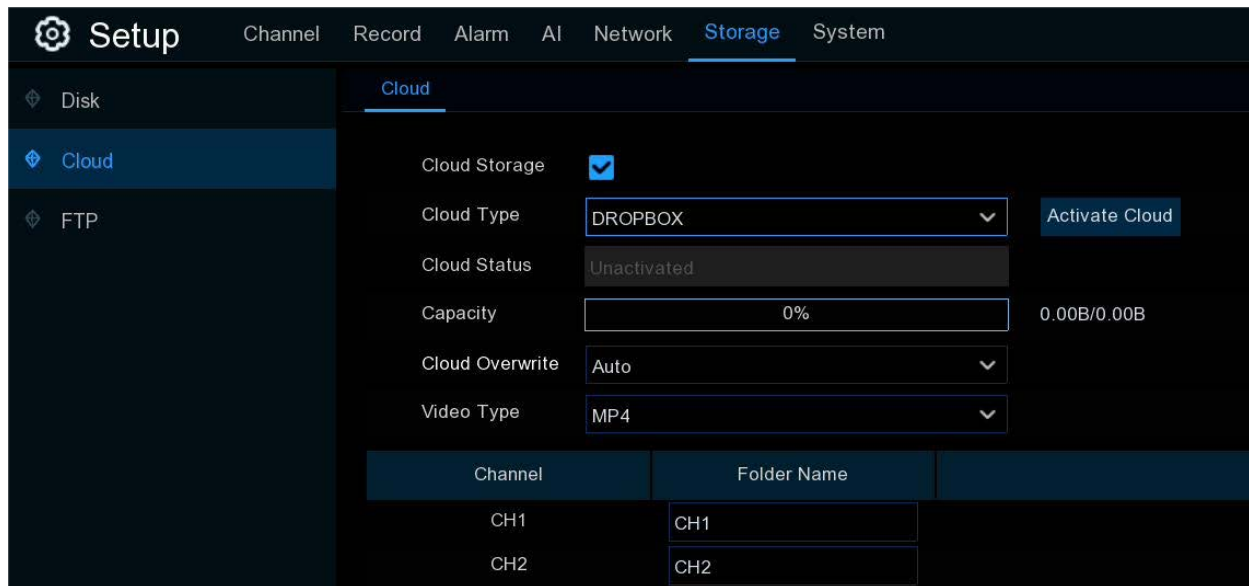 Setup Channel Record Alarm AI Network Storage System
Disk
Cloud
FTP
Cloud
Cloud Storage
Cloud Type DROPBOX Activate Cloud
Cloud Status Unactivated
Capacity 0% 0.00B/0.00B
Cloud Overwrite Auto
Video Type MP4
Channel Folder Name
CH1 CH1
CH2 CH2